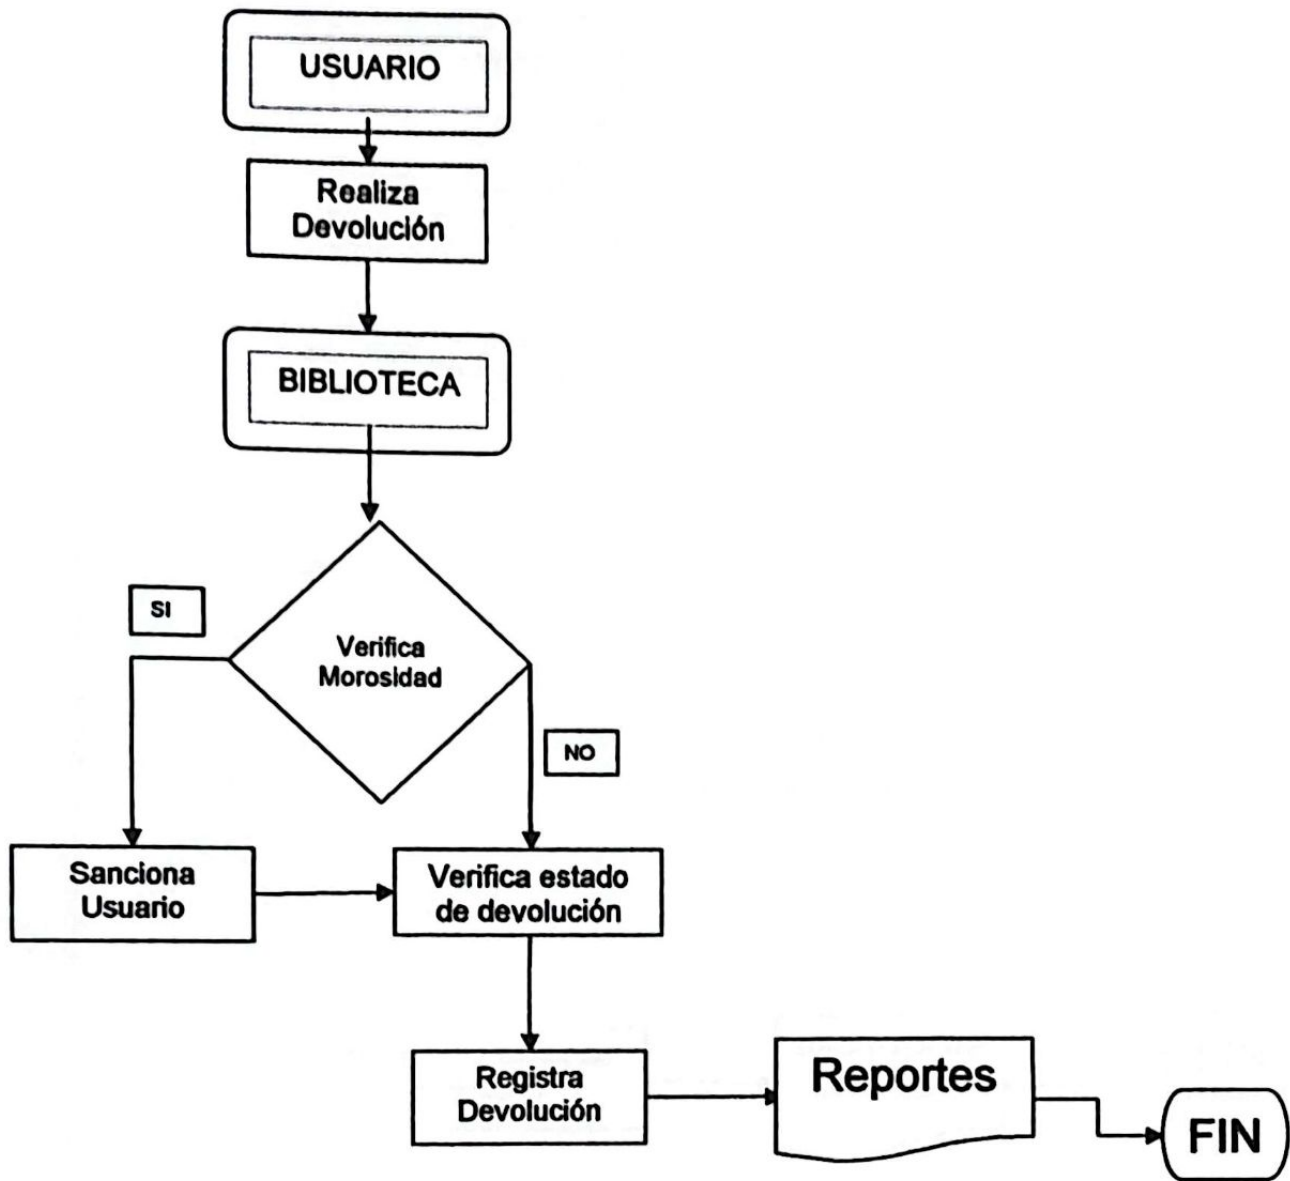 USUARIO
Realiza
Devolución
BIBLIOTECA
SI
Verifica
Morosidad
NO
Sanciona
Usuario
Verifica estado
de devolución
Registra
Devolución
Reportes
FIN